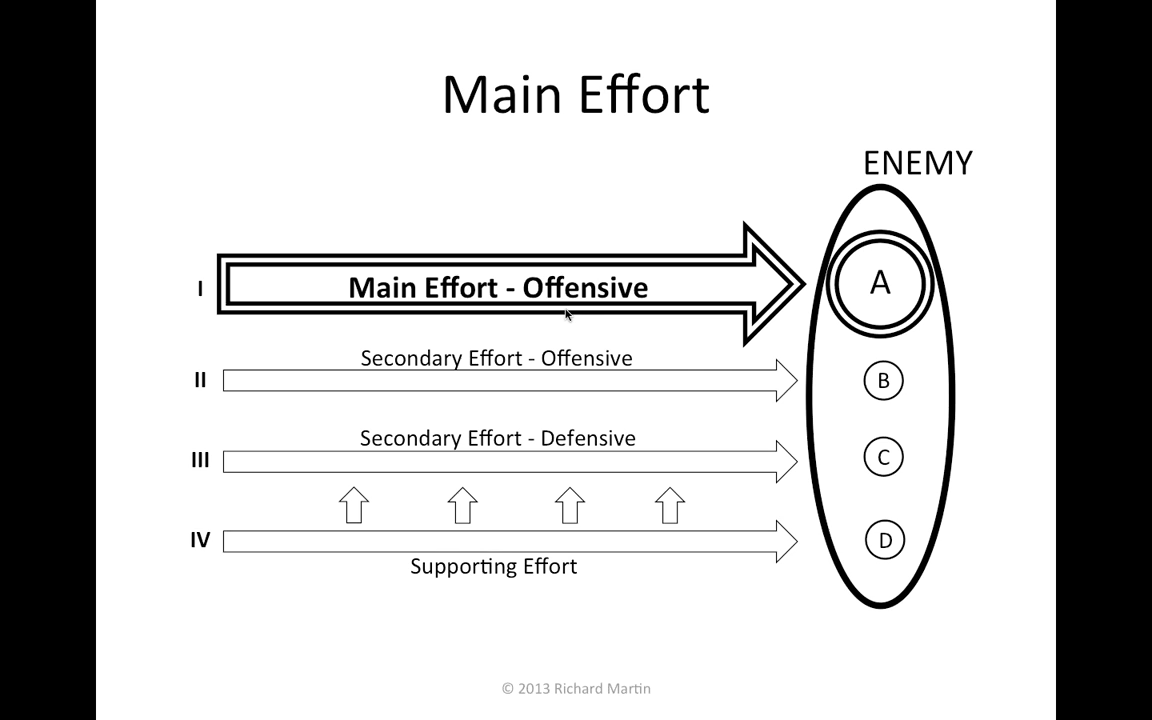 Main Effort
ENEMY
I
Main Effort - Offensive
A
Secondary Effort - Offensive
II
B
Secondary Effort - Defensive
III
C
IV
D
Supporting Effort
© 2013 Richard Martin